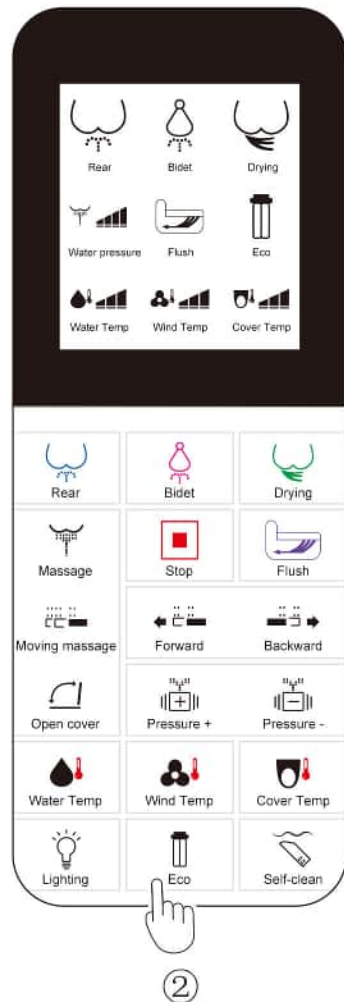 Rear Bidet Drying
Water pressure Flush Eco
Water Temp Wind Temp Cover Temp
Rear Bidet Drying
Massage Stop Flush
Moving massage Forward Backward
Open cover Pressure + Pressure -
Water Temp Wind Temp Cover Temp
Lighting Eco Self-clean
②